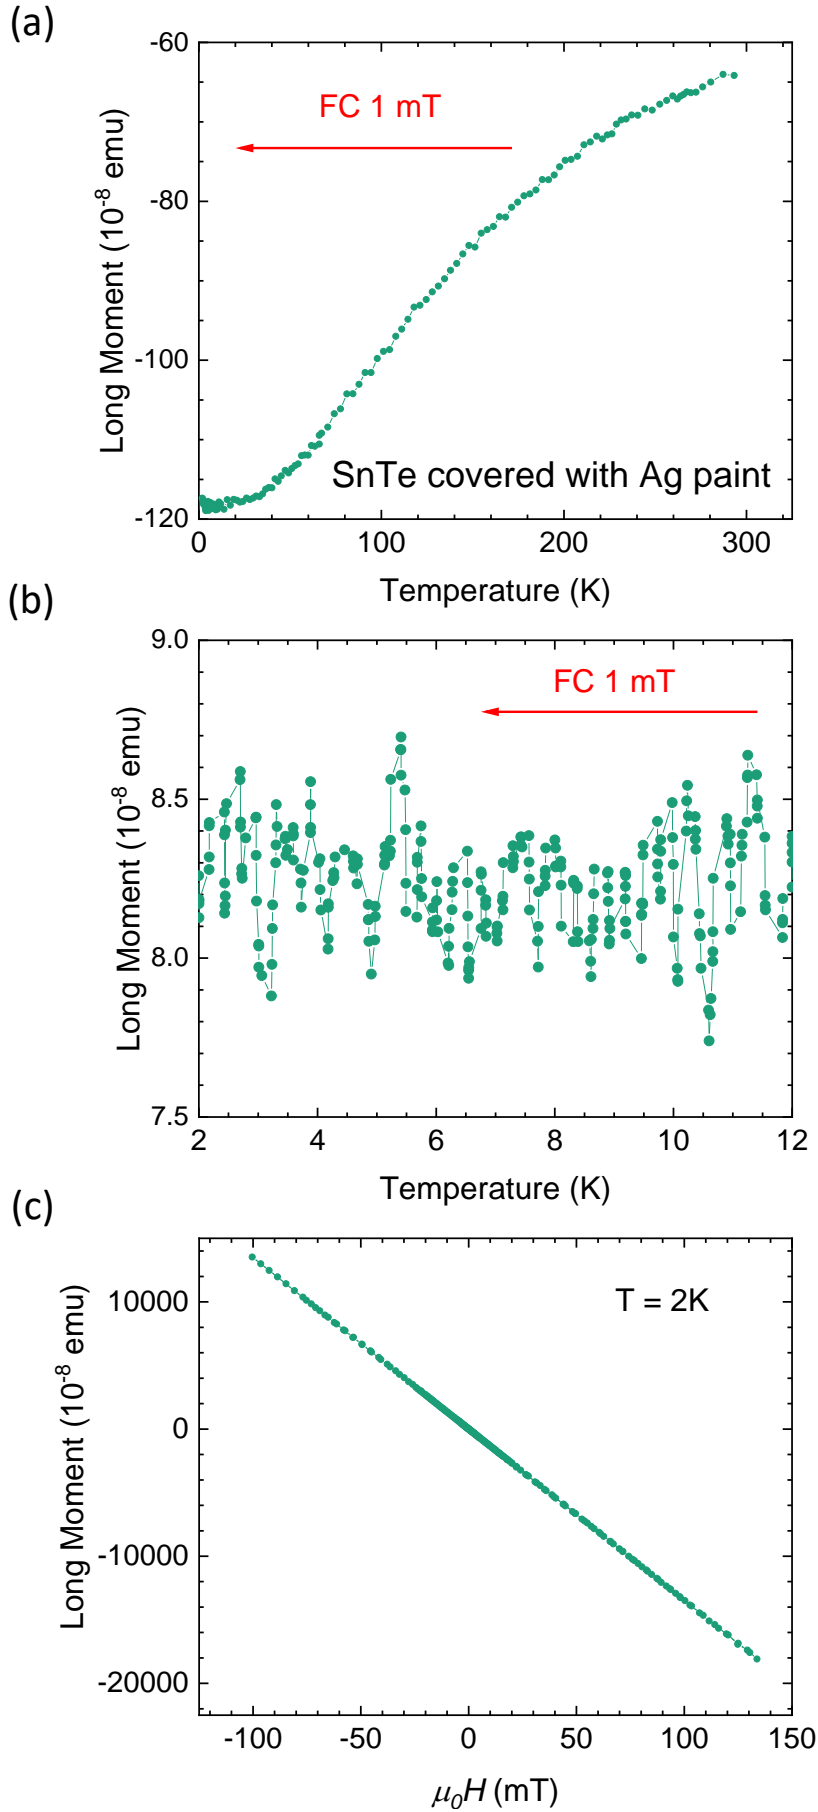 (a)
-60
-80
-100
-120
Long Moment (10⁻⁸ emu)
FC 1 mT
SnTe covered with Ag paint
0 100 200 300
Temperature (K)
(b)
9.0
8.5
8.0
7.5
Long Moment (10⁻⁸ emu)
FC 1 mT
2 4 6 8 10 12
Temperature (K)
(c)
10000
0
-10000
-20000
Long Moment (10⁻⁸ emu)
T = 2K
-100 -50 0 50 100 150
μ₀H (mT)